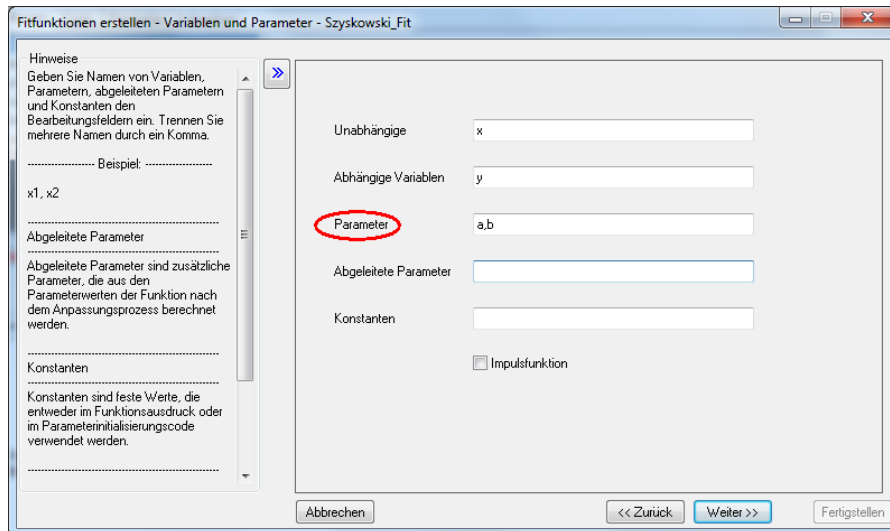 Fitfunktionen erstellen - Variablen und Parameter - Szyskowski_Fit
Hinweise
Geben Sie Namen von Variablen,
Parametern, abgeleiteten Parametern
und Konstanten den
Bearbeitungsfeldern ein. Trennen Sie
mehrere Namen durch ein Komma.
-------------------- Beispiel: --------------------
x1, x2
----------------------------------------------------------
Abgeleitete Parameter
----------------------------------------------------------
Abgeleitete Parameter sind zusätzliche
Parameter, die aus den
Parameterwerten der Funktion nach
dem Anpassungsprozess berechnet
werden.
----------------------------------------------------------
Konstanten
----------------------------------------------------------
Konstanten sind feste Werte, die
entweder im Funktionsausdruck oder
im Parameterinitialisierungscode
verwendet werden.
----------------------------------------------------------
Unabhängige x
Abhängige Variablen y
Parameter a,b
Abgeleitete Parameter
Konstanten
Impulsfunktion
Abbrechen << Zurück Weiter >> Fertigstellen